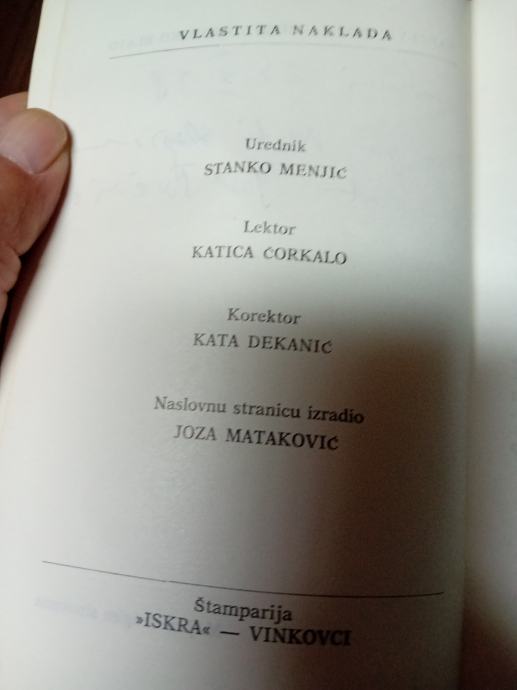 VLASTITA NAKLADA
Urednik
STANKO MENJIĆ
Lektor
KATICA ĆORKALO
Korektor
KATA DEKANIĆ
Naslovnu stranicu izradio
JOZA MATAKOVIĆ
Štamparija
»ISKRA« — VINKOVCI